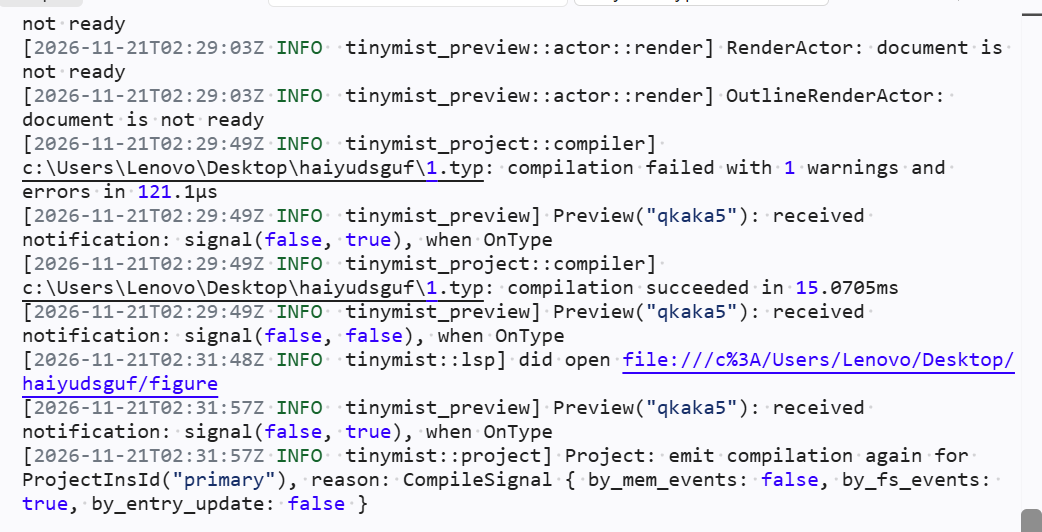 not ready
[2026-11-21T02:29:03Z INFO  tinymist_preview::actor::render] RenderActor: document is
not ready
[2026-11-21T02:29:03Z INFO  tinymist_preview::actor::render] OutlineRenderActor:
document is not ready
[2026-11-21T02:29:49Z INFO  tinymist_project::compiler]
c:\Users\Lenovo\Desktop\haiyudsguf\1.typ: compilation failed with 1 warnings and
errors in 121.1µs
[2026-11-21T02:29:49Z INFO  tinymist_preview] Preview("qkaka5"): received
notification: signal(false, true), when OnType
[2026-11-21T02:29:49Z INFO  tinymist_project::compiler]
c:\Users\Lenovo\Desktop\haiyudsguf\1.typ: compilation succeeded in 15.0705ms
[2026-11-21T02:29:49Z INFO  tinymist_preview] Preview("qkaka5"): received
notification: signal(false, false), when OnType
[2026-11-21T02:31:48Z INFO  tinymist::lsp] did open file:///c%3A/Users/Lenovo/Desktop/
haiyudsguf/figure
[2026-11-21T02:31:57Z INFO  tinymist_preview] Preview("qkaka5"): received
notification: signal(false, true), when OnType
[2026-11-21T02:31:57Z INFO  tinymist::project] Project: emit compilation again for
ProjectInsId("primary"), reason: CompileSignal { by_mem_events: false, by_fs_events:
true, by_entry_update: false }